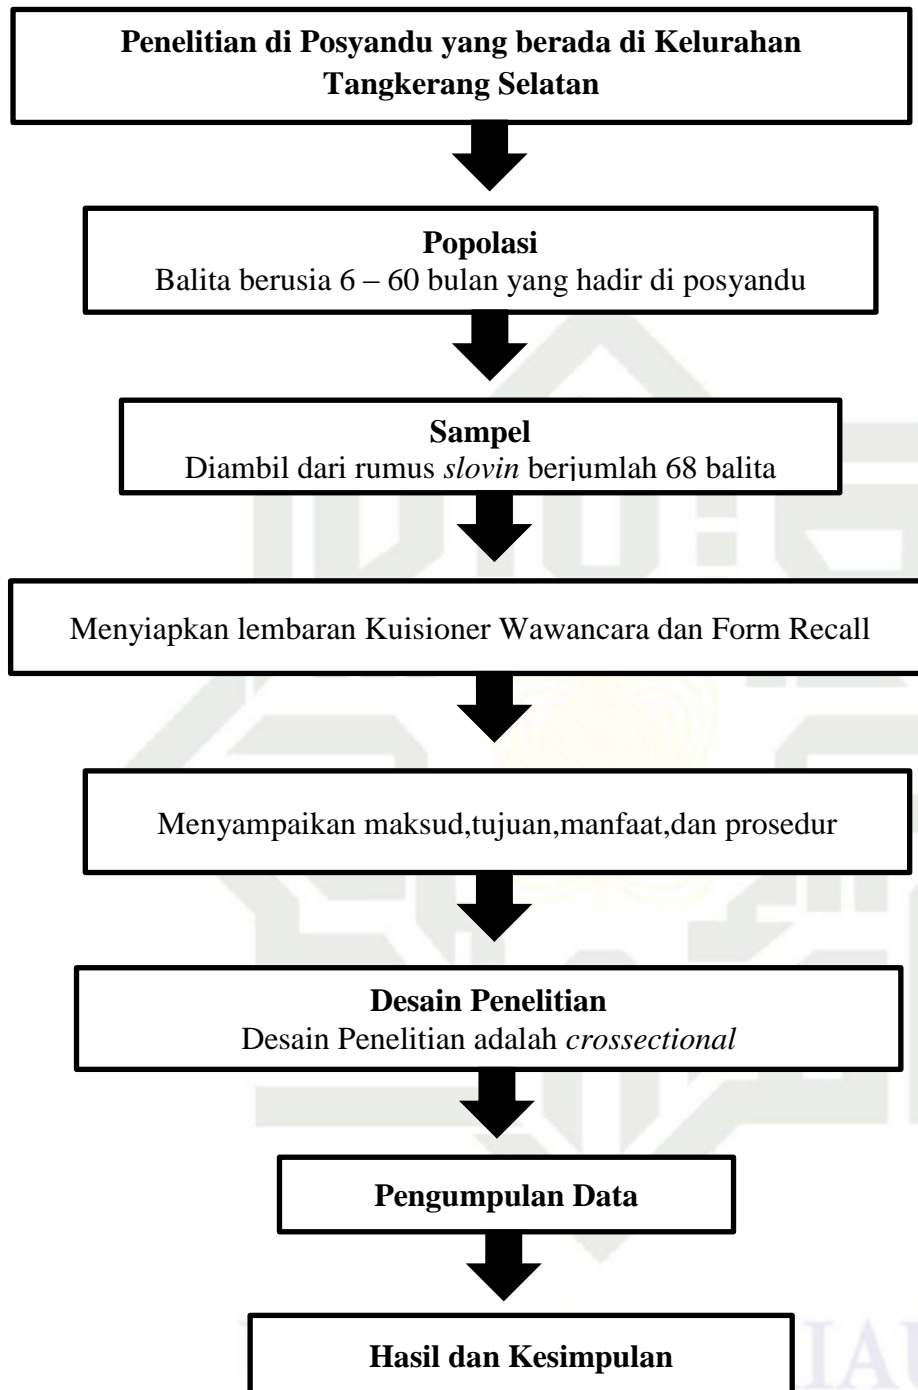 Penelitian di Posyandu yang berada di Kelurahan
Tangkerang Selatan
Popolasi
Balita berusia 6 – 60 bulan yang hadir di posyandu
Sampel
Diambil dari rumus slovin berjumlah 68 balita
Menyiapkan lembaran Kuisioner Wawancara dan Form Recall
Menyampaikan maksud,tujuan,manfaat,dan prosedur
Desain Penelitian
Desain Penelitian adalah crossectional
Pengumpulan Data
Hasil dan Kesimpulan